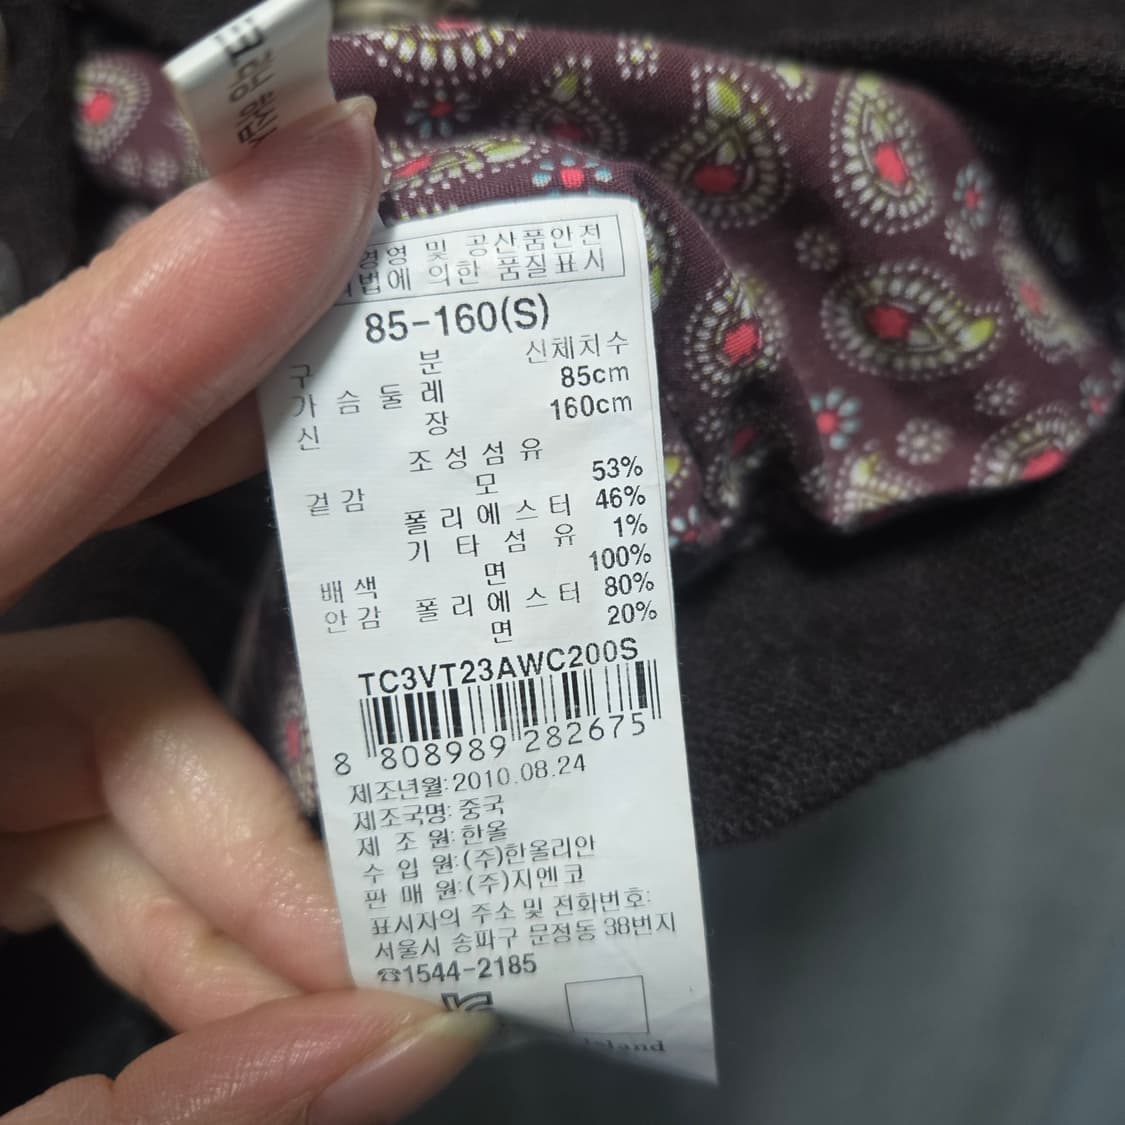 경영 및 공산품안전
법에 의한 품질표시
85-160(S)
구 분 신체치수
가 슴 둘 레 85cm
신 장 160cm
조성섬유
겉감 모 53%
폴리에스터 46%
기 타 섬 유 1%
배색 면 100%
안감 폴리에스터 80%
면 20%
TC3VT23AWC200S
8 808989 282675
제조년월:2010.08.24
제조국명:중국
제 조 원:한올
수 입 원:(주)한올리안
판 매 원:(주)지엔코
표시자의 주소 및 전화번호:
서울시 송파구 문정동 38번지
☎1544-2185